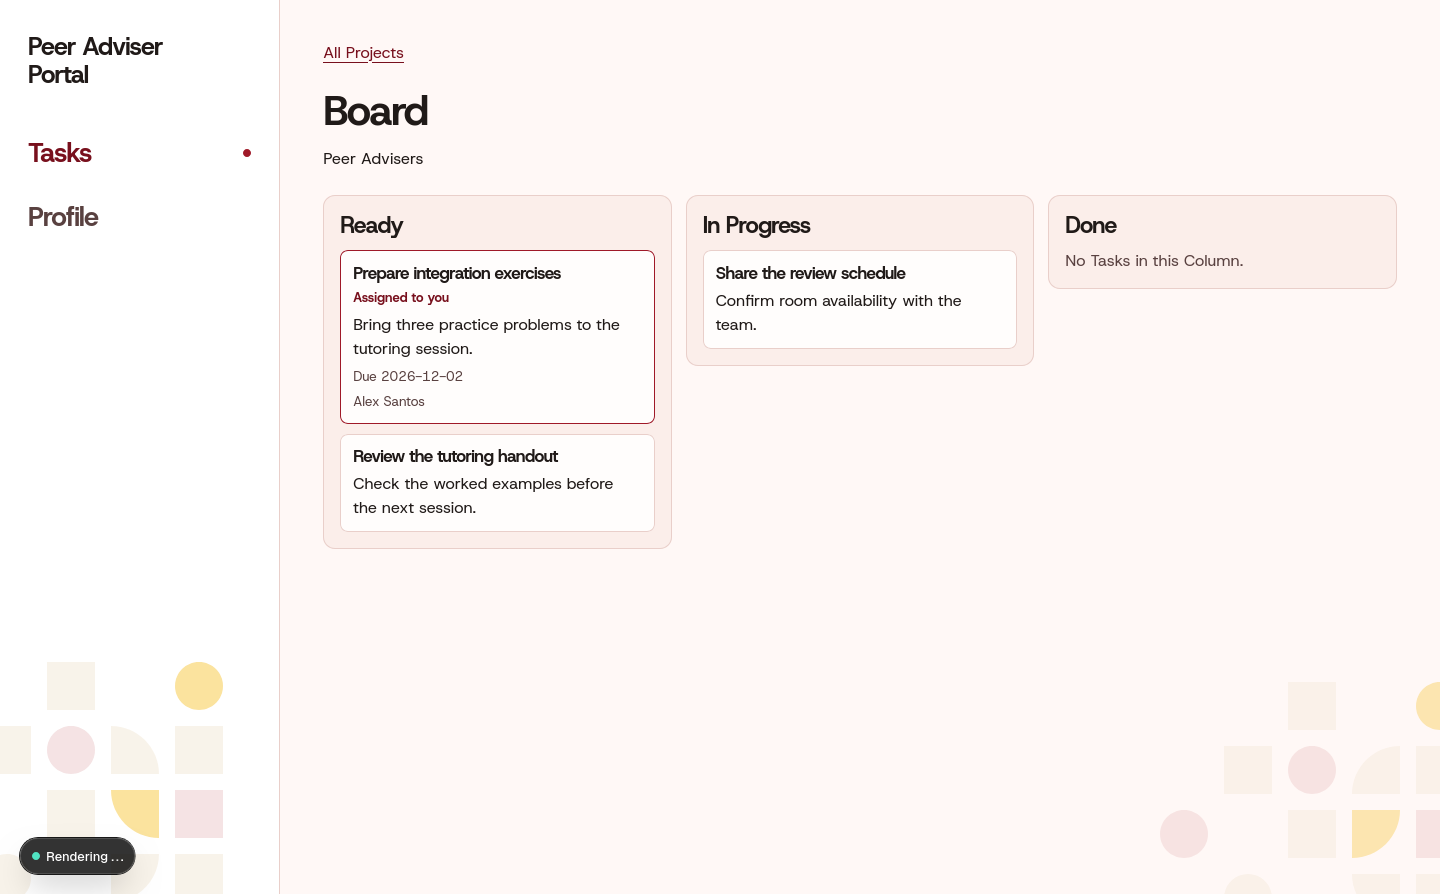 Peer Adviser
Portal
Tasks
Profile
Rendering ...
All Projects
Board
Peer Advisers
Ready
Prepare integration exercises
Assigned to you
Bring three practice problems to the
tutoring session.
Due 2026-12-02
Alex Santos
Review the tutoring handout
Check the worked examples before
the next session.
In Progress
Share the review schedule
Confirm room availability with the
team.
Done
No Tasks in this Column.